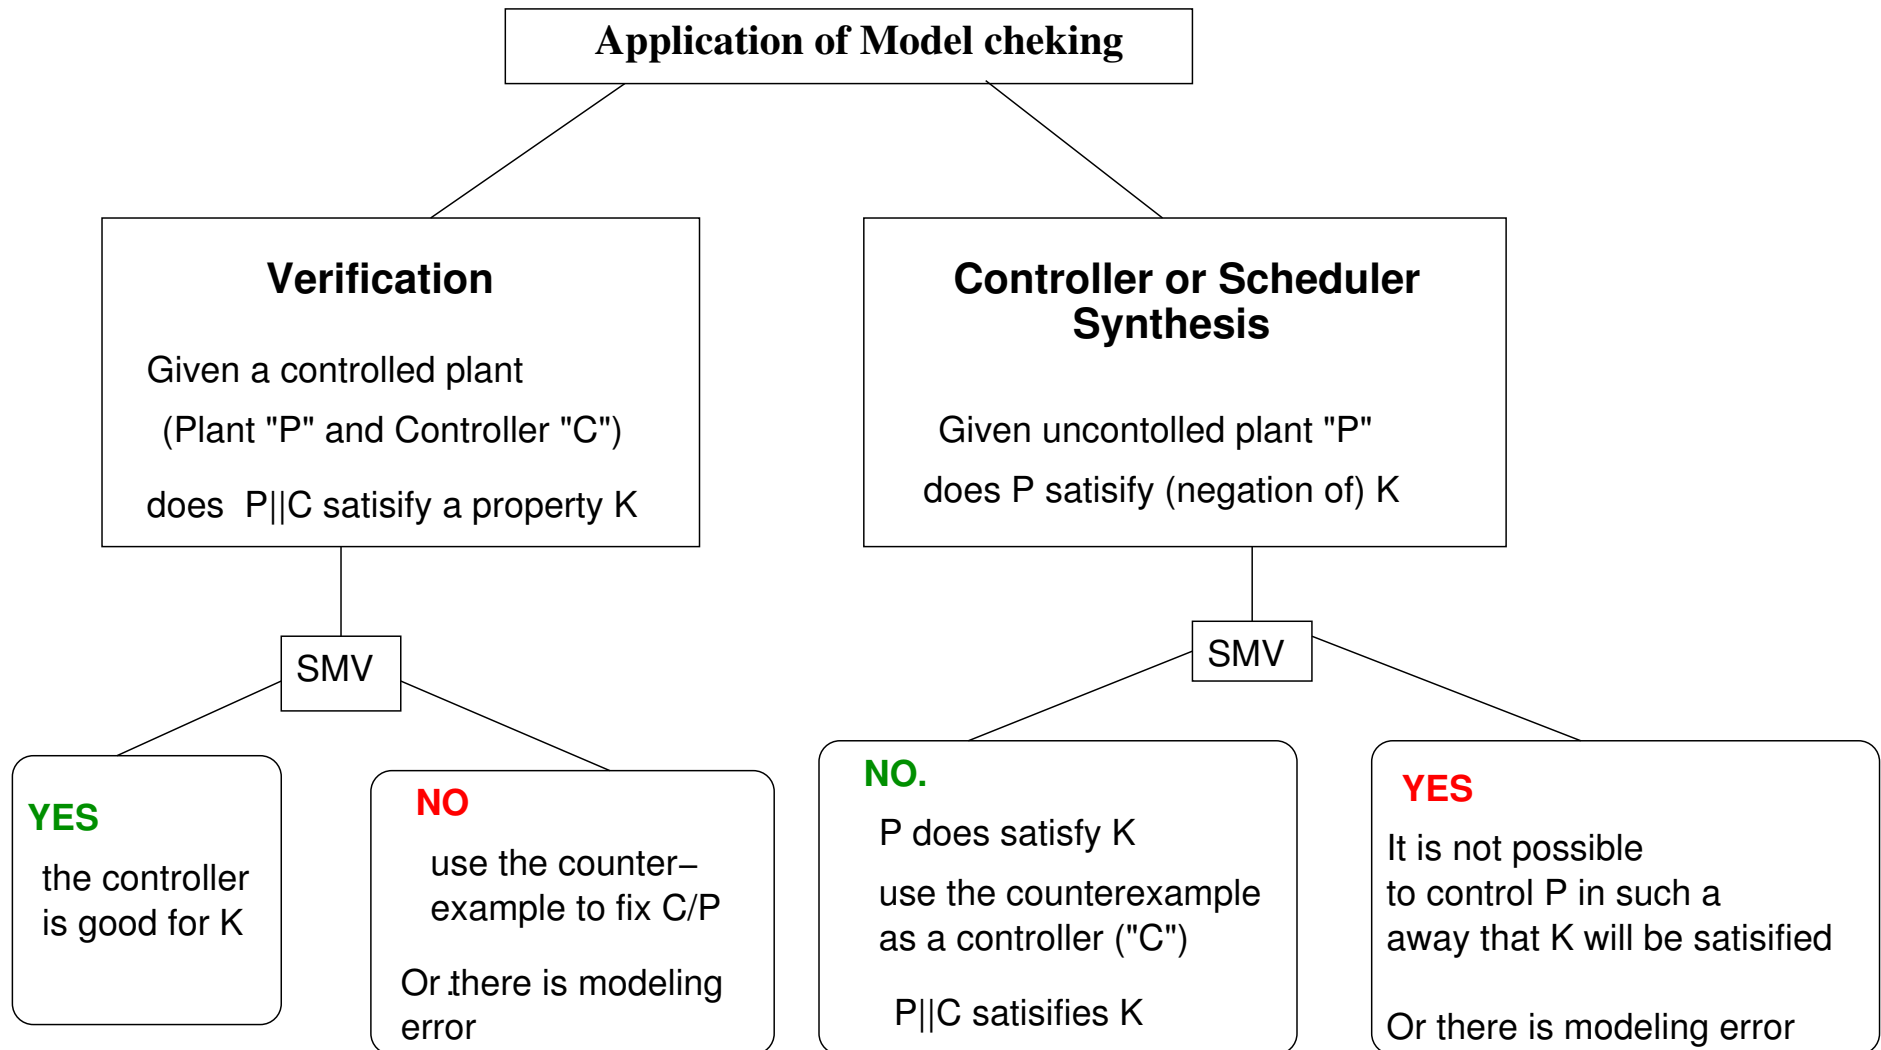 Application of Model cheking
Verification
Given a controlled plant
(Plant "P" and Controller "C")
does P||C satisify a property K
Controller or Scheduler
Synthesis
Given uncontolled plant "P"
does P satisify (negation of) K
SMV
SMV
YES
the controller
is good for K
NO
use the counter–
example to fix C/P
Or .there is modeling
error
NO.
P does satisfy K
use the counterexample
as a controller ("C")
P||C satisifies K
YES
It is not possible
to control P in such a
away that K will be satisified
Or there is modeling error